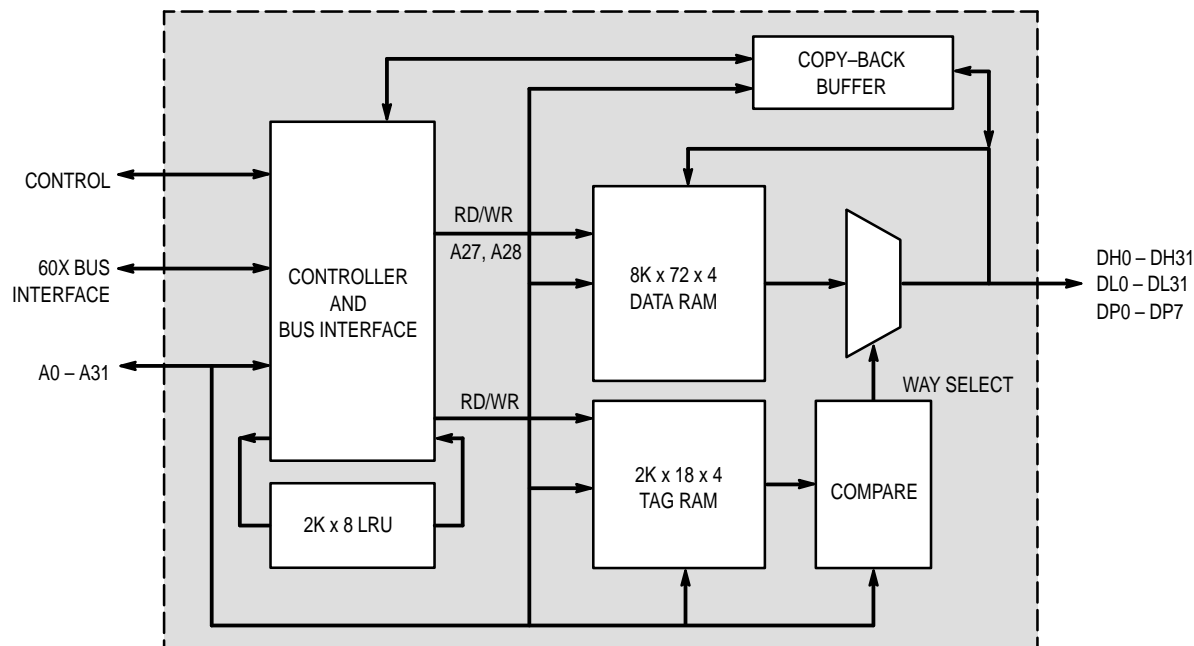 COPY–BACK
BUFFER
CONTROL
60X BUS
INTERFACE
A0 – A31
CONTROLLER
AND
BUS INTERFACE
2K x 8 LRU
RD/WR
A27, A28
8K x 72 x 4
DATA RAM
DH0 – DH31
DL0 – DL31
DP0 – DP7
WAY SELECT
RD/WR
2K x 18 x 4
TAG RAM
COMPARE